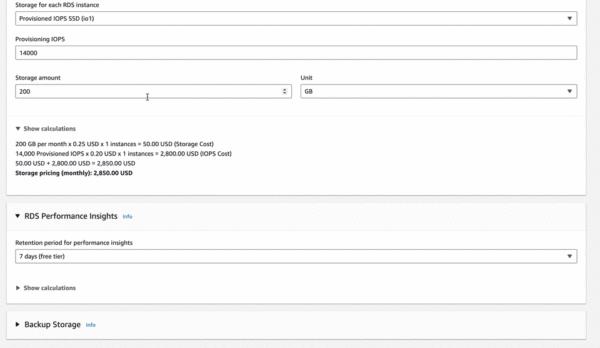 Storage for each RDS instance
Provisioned IOPS SSD (io1)
Provisioning IOPS
14000
Storage amount
Unit
200
GB
Show calculations
200 GB per month x 0.25 USD x 1 instances = 50.00 USD (Storage Cost)
14,000 Provisioned IOPS x 0.20 USD x 1 instances = 2,800.00 USD (IOPS Cost)
50.00 USD + 2,800.00 USD = 2,850.00 USD
Storage pricing (monthly): 2,850.00 USD
RDS Performance Insights Info
Retention period for performance insights
7 days (free tier)
Show calculations
Backup Storage Info